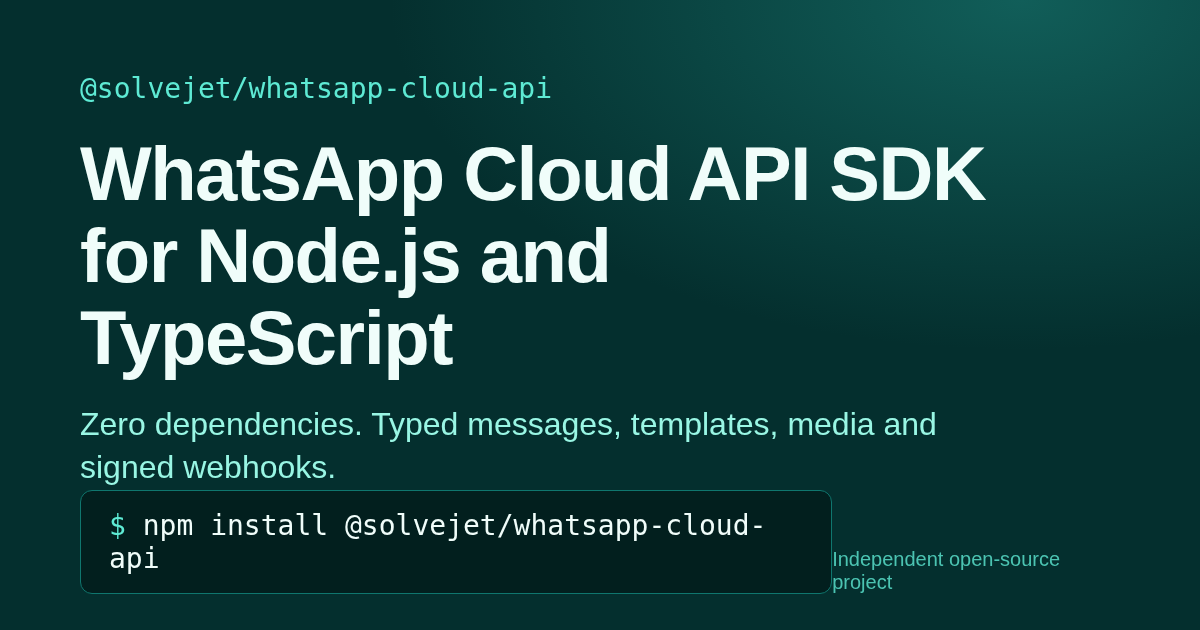 @solvejet/whatsapp-cloud-api
WhatsApp Cloud API SDK
for Node.js and
TypeScript
Zero dependencies. Typed messages, templates, media and
signed webhooks.
$ npm install @solvejet/whatsapp-cloud-
api
Independent open-source
project